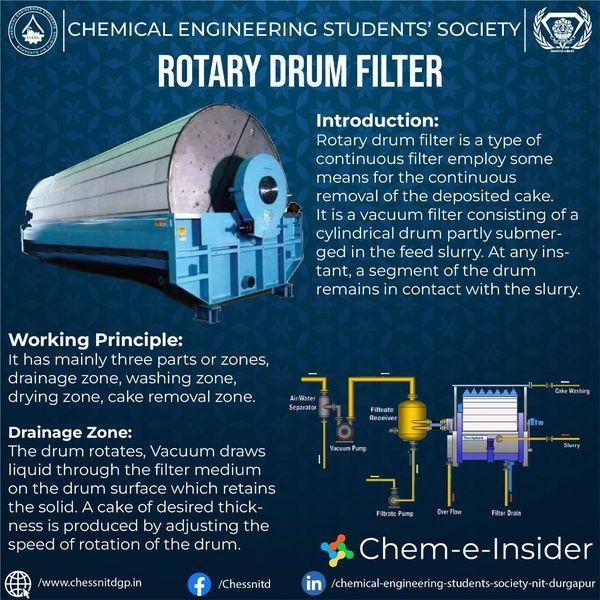 CHEMICAL ENGINEERING STUDENTS' SOCIETY
ROTARY DRUM FILTER
Introduction:
Rotary drum filter is a type of
continuous filter employ some
means for the continuous
removal of the deposited cake.
It is a vacuum filter consisting of a
cylindrical drum partly submer-
ged in the feed slurry. At any ins-
tant, a segment of the drum
remains in contact with the slurry.
Working Principle:
It has mainly three parts or zones,
drainage zone, washing zone,
drying zone, cake removal zone.
Drainage Zone:
The drum rotates, Vacuum draws
liquid through the filter medium
on the drum surface which retains
the solid. A cake of desired thick-
ness is produced by adjusting the
speed of rotation of the drum.
Air/Water
Separator
Vacuum Pump
Filtrate
Receiver
Filtrate Pump
Cake Washing
Slurry
Over Flow
Filter Drain
Chem-e-Insider
/www.chessnitdgp.in
/Chessnitd
/chemical-engineering-students-society-nit-durgapur